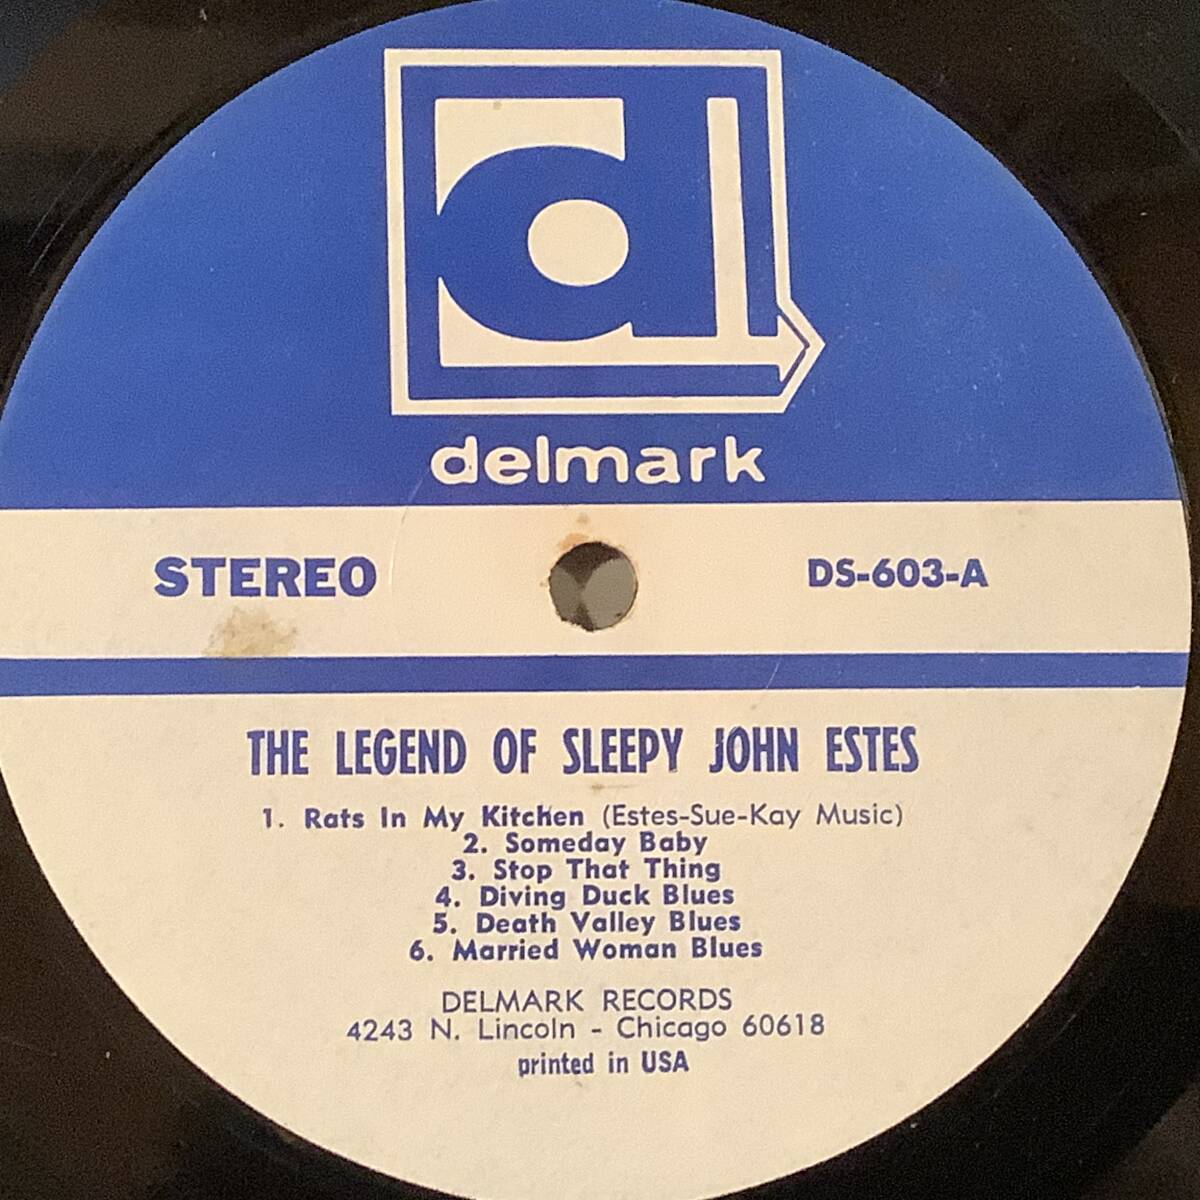 d
delmark
STEREO
DS-603-A
THE LEGEND OF SLEEPY JOHN ESTES
1. Rats In My Kitchen (Estes-Sue-Kay Music)
2. Someday Baby
3. Stop That Thing
4. Diving Duck Blues
5. Death Valley Blues
6. Married Woman Blues
DELMARK RECORDS
4243 N. Lincoln - Chicago 60618
printed in USA